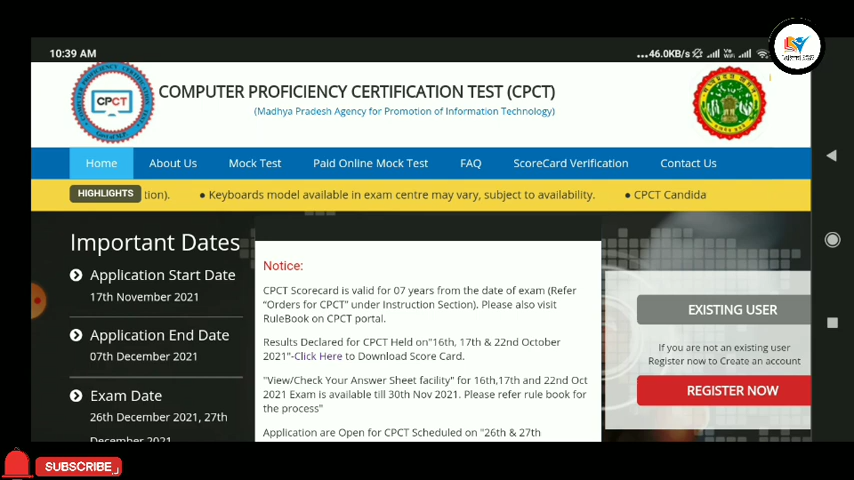 10:39 AM
...46.0KB/s
CPCT
COMPUTER PROFICIENCY CERTIFICATION TEST (CPCT)
(Madhya Pradesh Agency for Promotion of Information Technology)
Home About Us Mock Test Paid Online Mock Test FAQ ScoreCard Verification Contact Us
HIGHLIGHTS tion). • Keyboards model available in exam centre may vary, subject to availability. • CPCT Candida
Important Dates
Application Start Date
17th November 2021
Application End Date
07th December 2021
Exam Date
26th December 2021, 27th
December 2021
Notice:
CPCT Scorecard is valid for 07 years from the date of exam (Refer
"Orders for CPCT" under Instruction Section). Please also visit
RuleBook on CPCT portal.
Results Declared for CPCT Held on"16th, 17th & 22nd October
2021"-Click Here to Download Score Card.
"View/Check Your Answer Sheet facility" for 16th,17th and 22nd Oct
2021 Exam is available till 30th Nov 2021. Please refer rule book for
the process"
Application are Open for CPCT Scheduled on "26th & 27th
EXISTING USER
If you are not an existing user
Register now to Create an account
REGISTER NOW
SUBSCRIBE